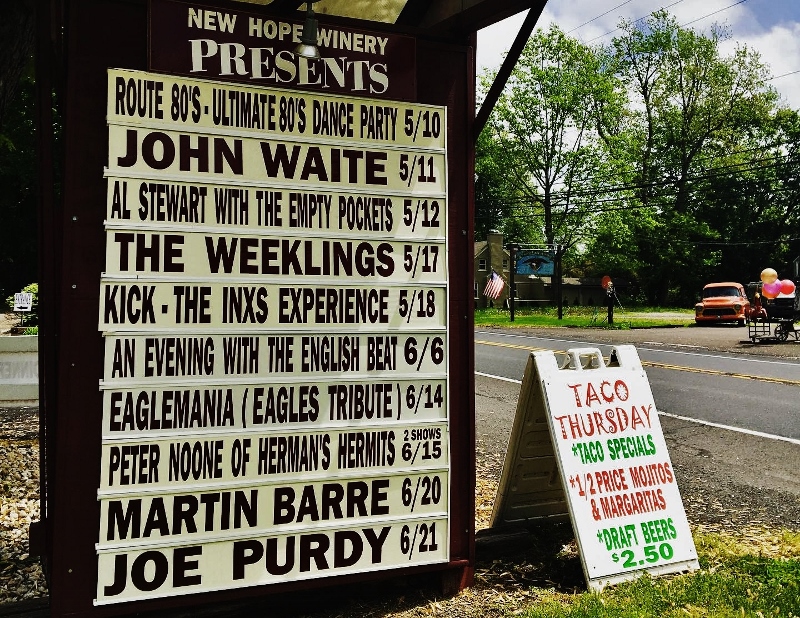 NEW HOPE WINERY
PRESENTS
ROUTE 80'S - ULTIMATE 80'S DANCE PARTY 5/10
JOHN WAITE 5/11
AL STEWART WITH THE EMPTY POCKETS 5/12
THE WEEKLINGS 5/17
KICK - THE INXS EXPERIENCE 5/18
AN EVENING WITH THE ENGLISH BEAT 6/6
EAGLEMANIA ( EAGLES TRIBUTE ) 6/14
PETER NOONE OF HERMAN'S HERMITS 2 SHOWS 6/15
MARTIN BARRE 6/20
JOE PURDY 6/21
TACO
THURSDAY
*TACO SPECIALS
*1/2 PRICE MOJITOS
& MARGARITAS
*DRAFT BEERS
$2.50